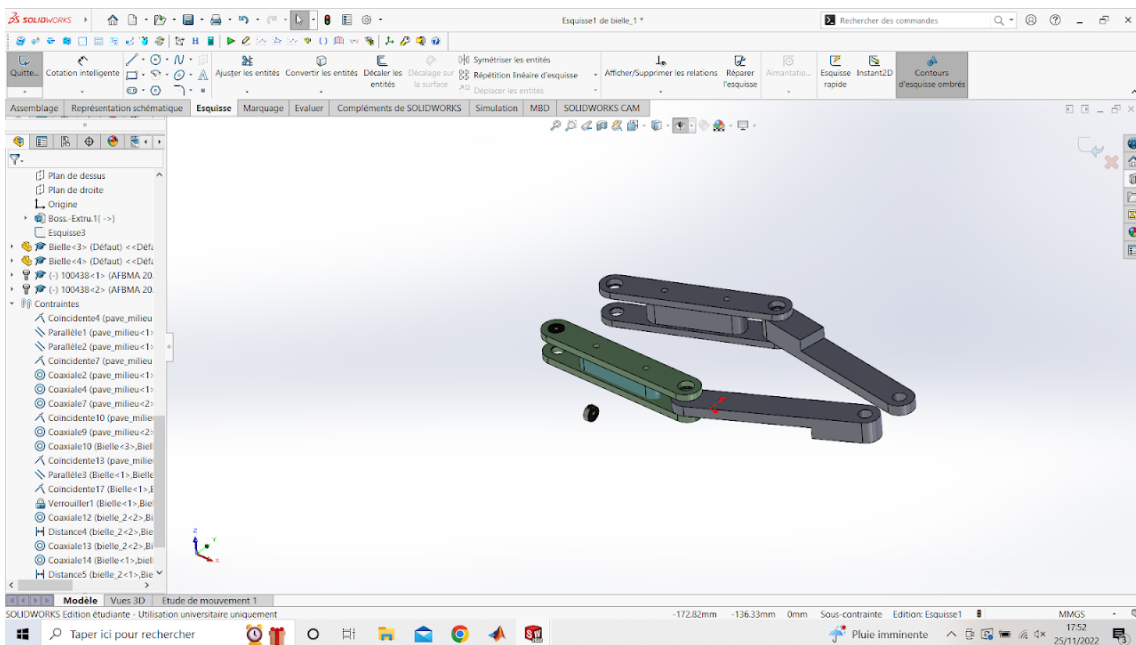 SOLIDWORKS
Esquisse1 de bielle_1 *
Rechercher des commandes
Quitte...
Cotation intelligente
Ajuster les entités
Convertir les entités
Décaler les entités
Décalage sur la surface
Symétriser les entités
Répétition linéaire d'esquisse
Déplacer les entités
Afficher/Supprimer les relations
Réparer l'esquisse
Aimantatio...
Esquisse rapide
Instant2D
Contours d'esquisse ombrés
Assemblage Représentation schématique Esquisse Marquage Evaluer Compléments de SOLIDWORKS Simulation MBD SOLIDWORKS CAM
Plan de dessus
Plan de droite
Origine
Boss.-Extru.1{ ->}
Esquisse3
Bielle<3> (Défaut) <<Défa
Bielle<4> (Défaut) <<Défa
(-) 100438<1> (AFBMA 20.
(-) 100438<2> (AFBMA 20.
Contraintes
Coïncidente4 (pave_milieu
Parallèle1 (pave_milieu<1>
Parallèle2 (pave_milieu<1>
Coïncidente7 (pave_milieu
Coaxiale2 (pave_milieu<1>
Coaxiale4 (pave_milieu<1>
Coaxiale7 (pave_milieu<2>
Coïncidente10 (pave_milie
Coaxiale9 (pave_milieu<2>
Coaxiale10 (Bielle<3>,Biell
Coïncidente13 (pave_milie
Parallèle3 (Bielle<1>,Bielle
Coïncidente17 (Bielle<1>,B
Verrouiller1 (Bielle<1>,Biel
Coaxiale12 (bielle_2<2>,Bi
Distance4 (bielle_2<2>,Bie
Coaxiale13 (bielle_2<2>,Bi
Coaxiale14 (Bielle<1>,biell
Distance5 (bielle_2<1>,Bie
Z
Y
X
Modèle Vues 3D Etude de mouvement 1
SOLIDWORKS Edition étudiante - Utilisation universitaire uniquement
-172.82mm -136.33mm 0mm Sous-contrainte Edition: Esquisse1 MMGS
Taper ici pour rechercher
Pluie imminente
17:52
25/11/2022